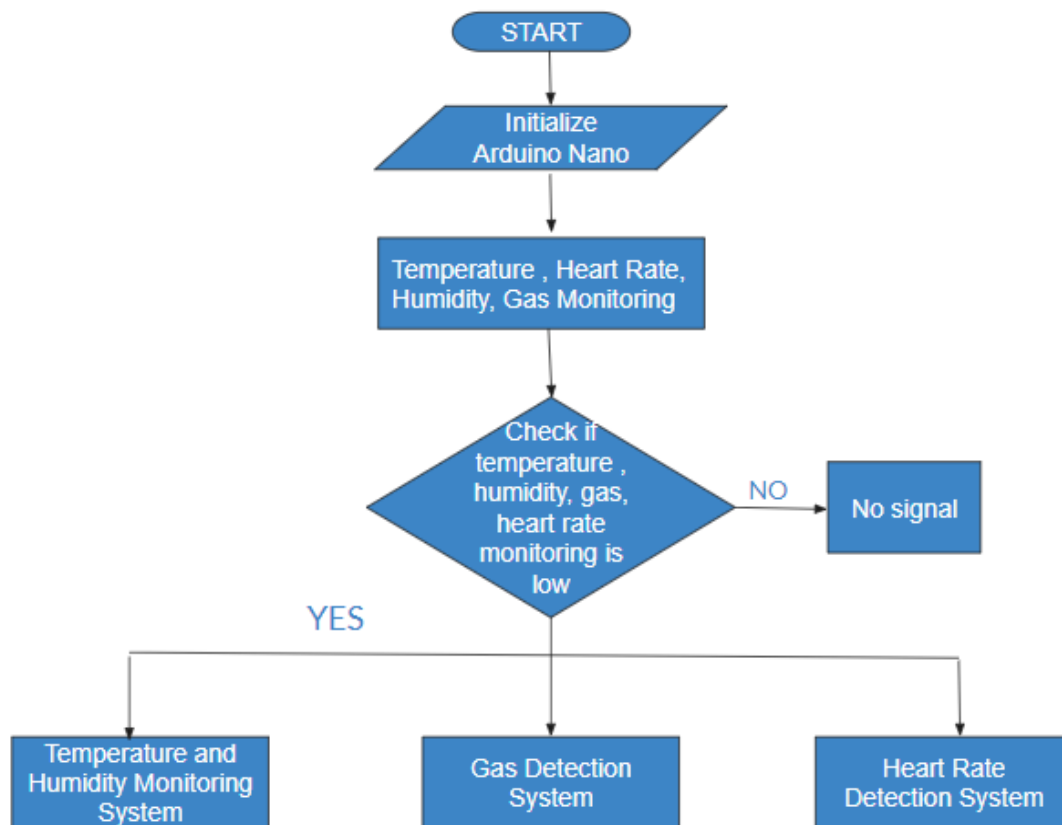 START
Initialize
Arduino Nano
Temperature , Heart Rate,
Humidity, Gas Monitoring
Check if
temperature ,
humidity, gas,
heart rate
monitoring is
low
NO
No signal
YES
Temperature and
Humidity Monitoring
System
Gas Detection
System
Heart Rate
Detection System